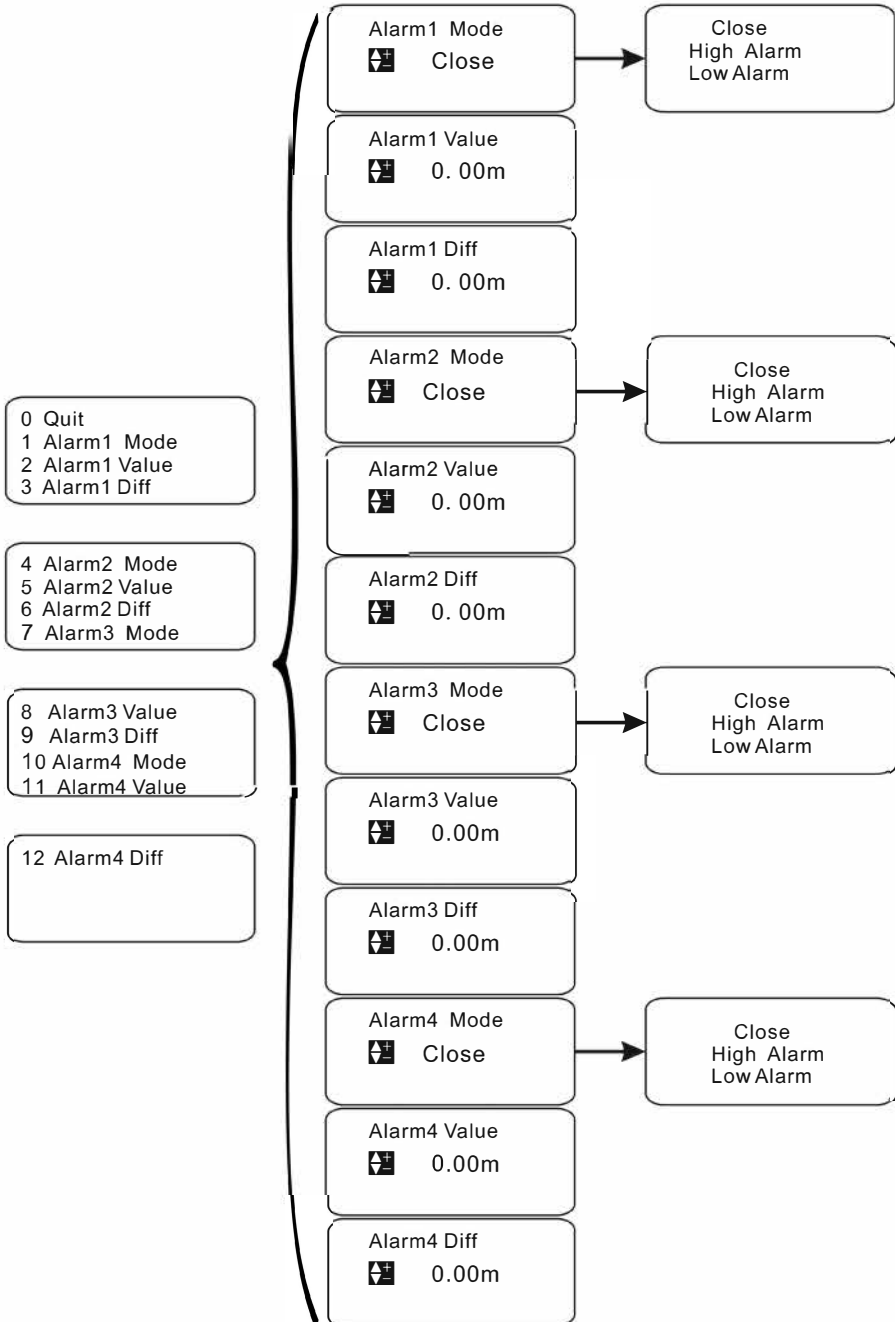 0 Quit
1 Alarm1 Mode
2 Alarm1 Value
3 Alarm1 Diff
4 Alarm2 Mode
5 Alarm2 Value
6 Alarm2 Diff
7 Alarm3 Mode
8 Alarm3 Value
9 Alarm3 Diff
10 Alarm4 Mode
11 Alarm4 Value
12 Alarm4 Diff
Alarm1 Mode
Close
Close
High Alarm
Low Alarm
Alarm1 Value
0. 00m
Alarm1 Diff
0. 00m
Alarm2 Mode
Close
Close
High Alarm
Low Alarm
Alarm2 Value
0. 00m
Alarm2 Diff
0. 00m
Alarm3 Mode
Close
Close
High Alarm
Low Alarm
Alarm3 Value
0.00m
Alarm3 Diff
0.00m
Alarm4 Mode
Close
Close
High Alarm
Low Alarm
Alarm4 Value
0.00m
Alarm4 Diff
0.00m